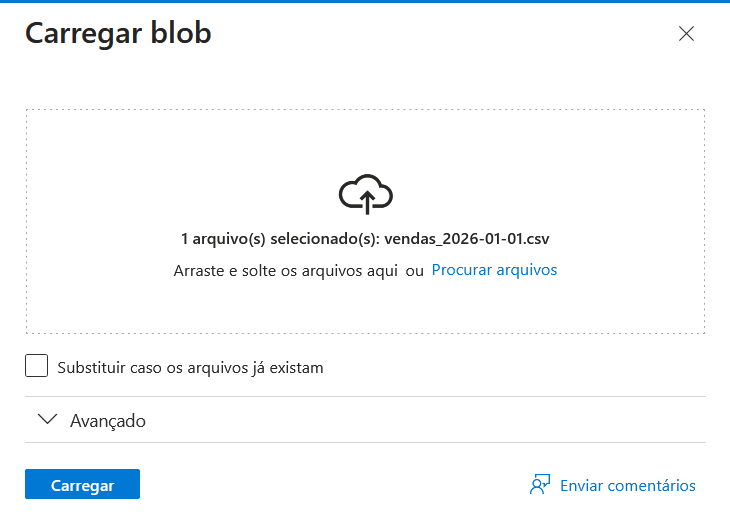 Carregar blob
1 arquivo(s) selecionado(s): vendas_2026-01-01.csv
Arraste e solte os arquivos aqui ou Procurar arquivos
Substituir caso os arquivos já existam
Avançado
Carregar
Enviar comentários